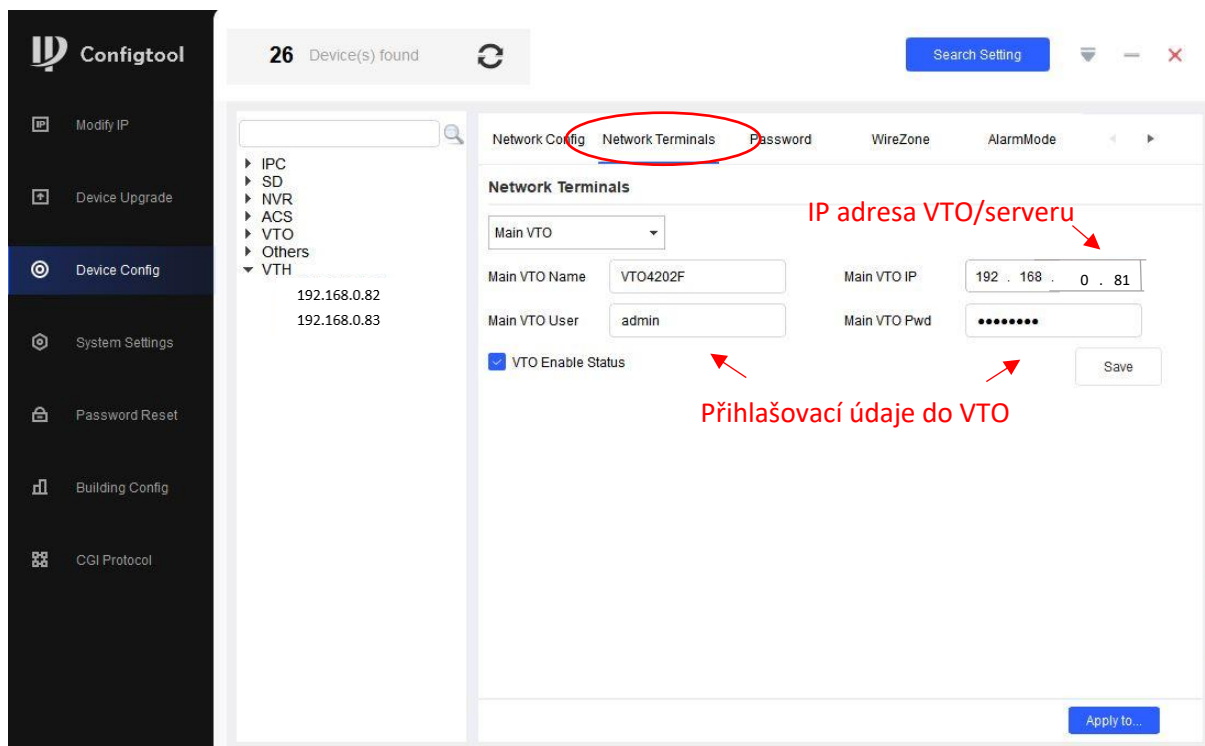 Configtool
26 Device(s) found
Search Setting
Modify IP
Device Upgrade
Device Config
System Settings
Password Reset
Building Config
CGI Protocol
IPC
SD
NVR
ACS
VTO
Others
VTH
192.168.0.82
192.168.0.83
Network Config Network Terminals Password WireZone AlarmMode
Network Terminals
IP adresa VTO/serveru
Main VTO
Main VTO Name VTO4202F Main VTO IP 192 . 168 . 0 . 81
Main VTO User admin Main VTO Pwd ●●●●●●●●
VTO Enable Status
Save
Přihlašovací údaje do VTO
Apply to...